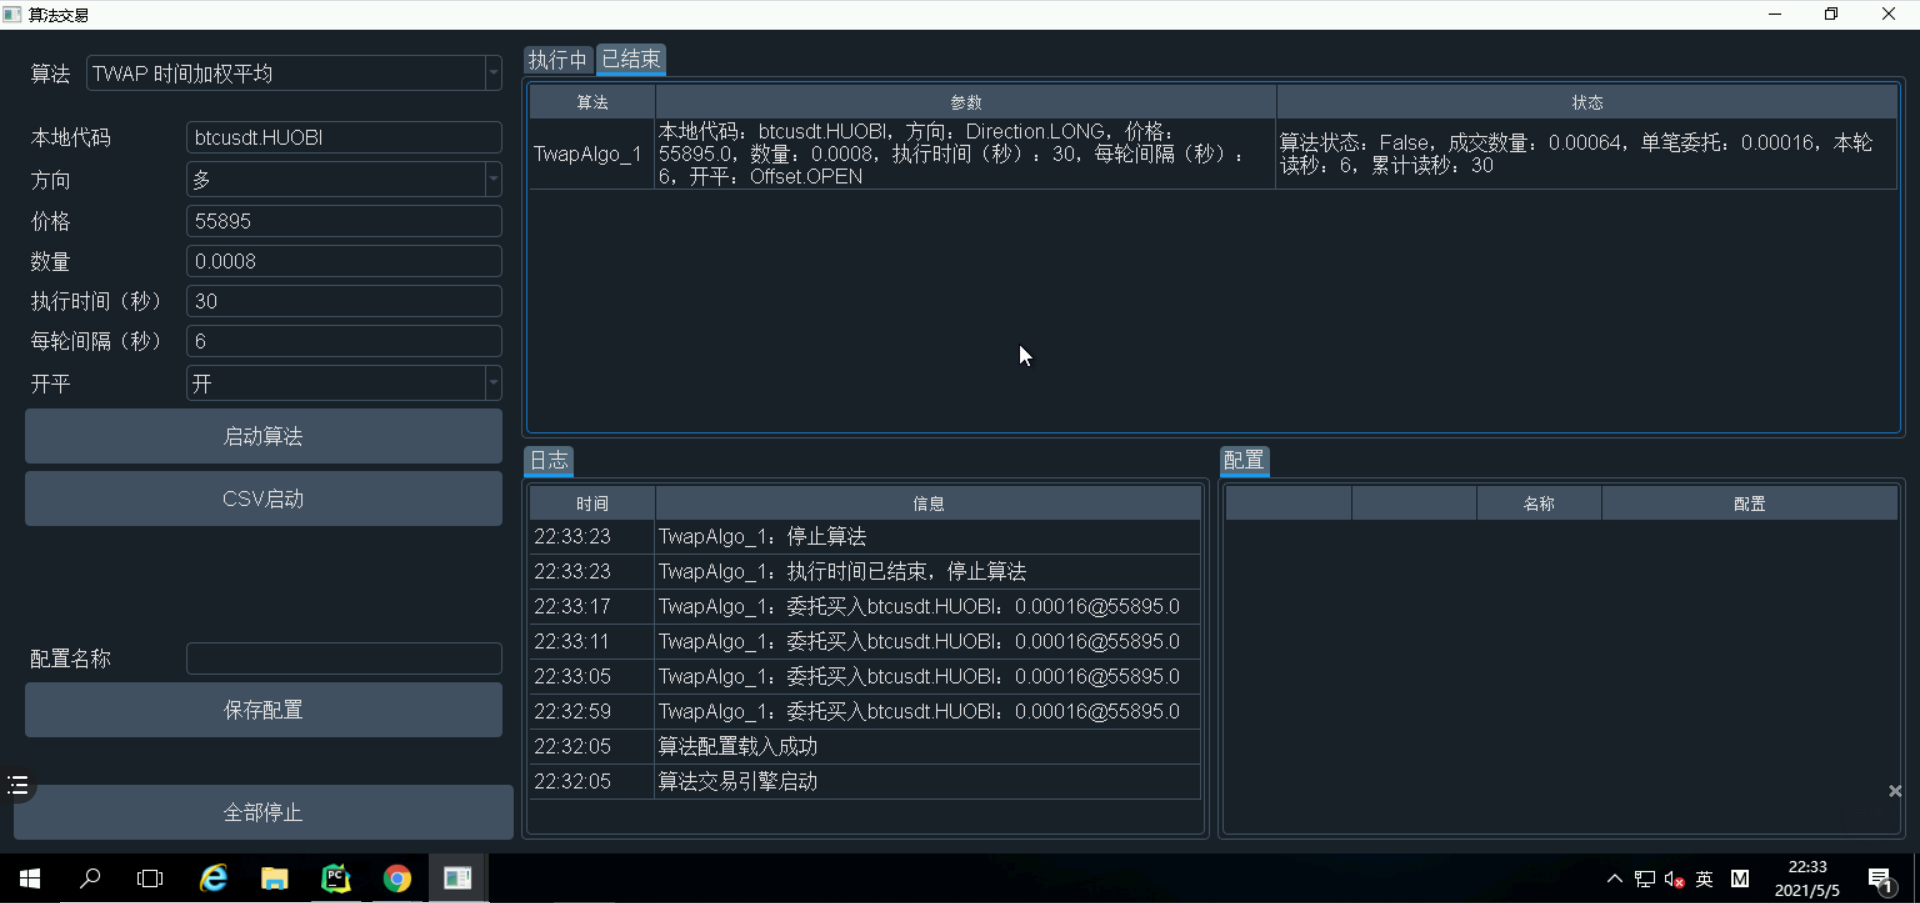 算法交易
算法 TWAP 时间加权平均
本地代码 btcusdt.HUOBI
方向 多
价格 55895
数量 0.0008
执行时间（秒） 30
每轮间隔（秒） 6
开平 开
启动算法
CSV启动
配置名称
保存配置
全部停止
执行中 已结束
算法 参数 状态
TwapAlgo_1
本地代码：btcusdt.HUOBI，方向：Direction.LONG，价格：
55895.0，数量：0.0008，执行时间（秒）：30，每轮间隔（秒）：
6，开平：Offset.OPEN
算法状态：False，成交数量：0.00064，单笔委托：0.00016，本轮
读秒：6，累计读秒：30
日志
时间 信息
22:33:23 TwapAlgo_1：停止算法
22:33:23 TwapAlgo_1：执行时间已结束，停止算法
22:33:17 TwapAlgo_1：委托买入btcusdt.HUOBI：0.00016@55895.0
22:33:11 TwapAlgo_1：委托买入btcusdt.HUOBI：0.00016@55895.0
22:33:05 TwapAlgo_1：委托买入btcusdt.HUOBI：0.00016@55895.0
22:32:59 TwapAlgo_1：委托买入btcusdt.HUOBI：0.00016@55895.0
22:32:05 算法配置载入成功
22:32:05 算法交易引擎启动
配置
名称 配置
PC
英 M
22:33
2021/5/5
1